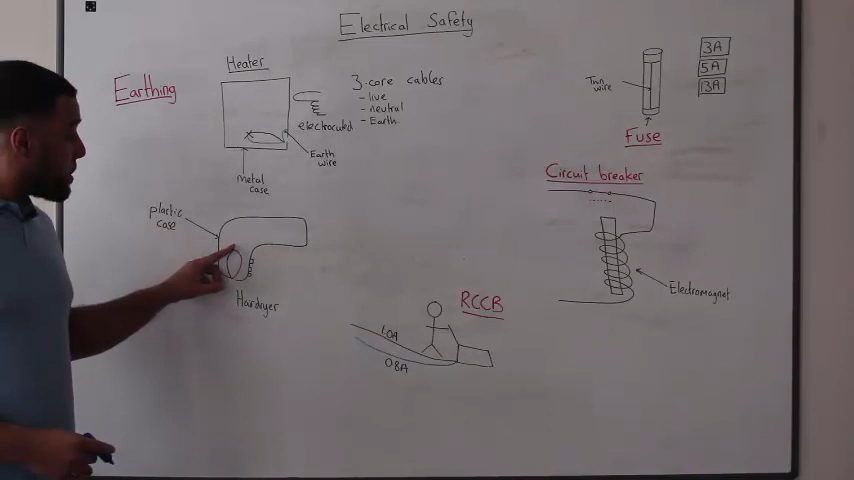 Electrical Safety
Earthing
Heater
3-core cables
- live
- neutral
- Earth
electrocuted
Earth
wire
metal
case
plastic
case
Hairdryer
Thin
wire
3A
5A
13A
Fuse
Circuit breaker
Electromagnet
RCCB
1.0A
0.8A